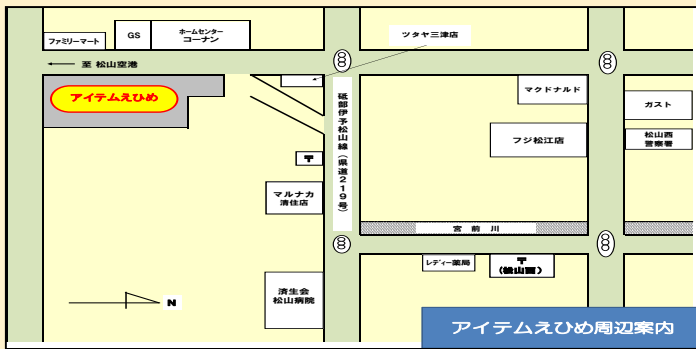 ファミリーマート
GS
ホームセンター
コーナン
ツタヤ三津店
← 至 松山空港
アイテムえひめ
マクドナルド
ガスト
フジ松江店
松山西
警察署
砥部伊予松山線（県道219号）
〒
マルナカ
清住店
宮前川
レディー薬局
〒
（松山西）
済生会
松山病院
N
アイテムえひめ周辺案内